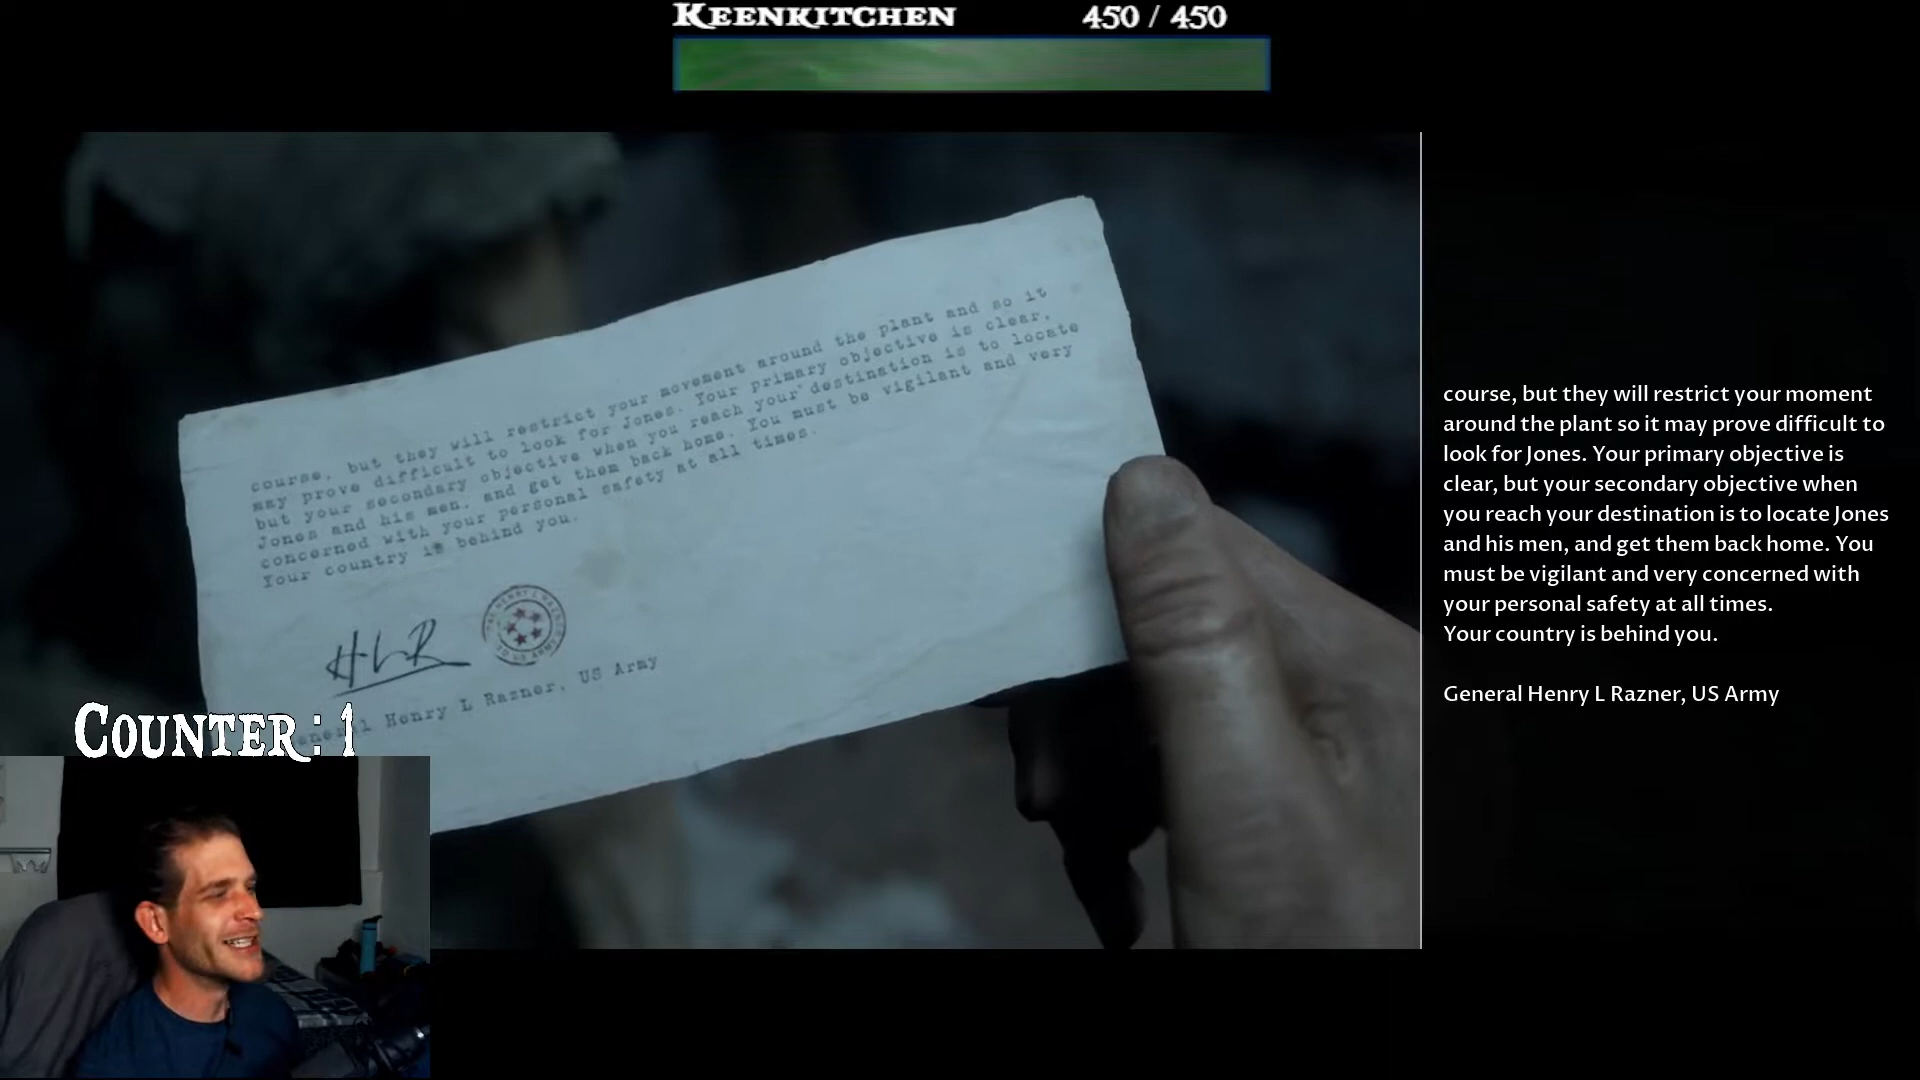 KEENKITCHEN 450 / 450
course, but they will restrict your movement around the plant and so it
may prove difficult to look for Jones. Your primary objective is clear,
but your secondary objective when you reach your destination is to locate
Jones and his men, and get them back home. You must be vigilant and very
concerned with your personal safety at all times.
Your country is behind you.
HLR
General Henry L Razner, US Army
COUNTER : 1
course, but they will restrict your moment
around the plant so it may prove difficult to
look for Jones. Your primary objective is
clear, but your secondary objective when
you reach your destination is to locate Jones
and his men, and get them back home. You
must be vigilant and very concerned with
your personal safety at all times.
Your country is behind you.
General Henry L Razner, US Army